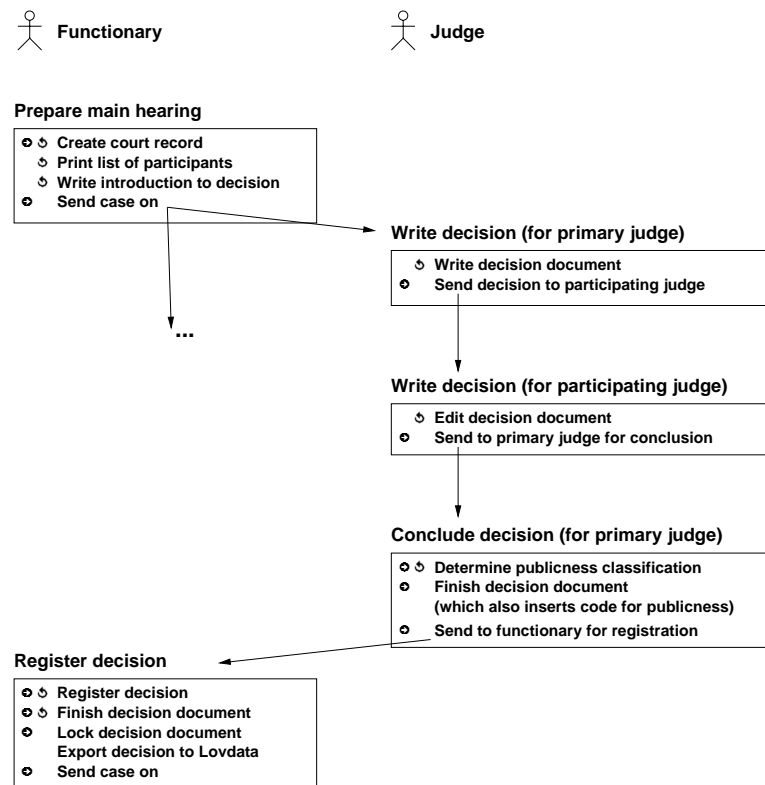 Functionary
Judge
Prepare main hearing
Create court record
Print list of participants
Write introduction to decision
Send case on
Write decision (for primary judge)
Write decision document
Send decision to participating judge
...
Write decision (for participating judge)
Edit decision document
Send to primary judge for conclusion
Conclude decision (for primary judge)
Determine publicness classification
Finish decision document
(which also inserts code for publicness)
Send to functionary for registration
Register decision
Register decision
Finish decision document
Lock decision document
Export decision to Lovdata
Send case on